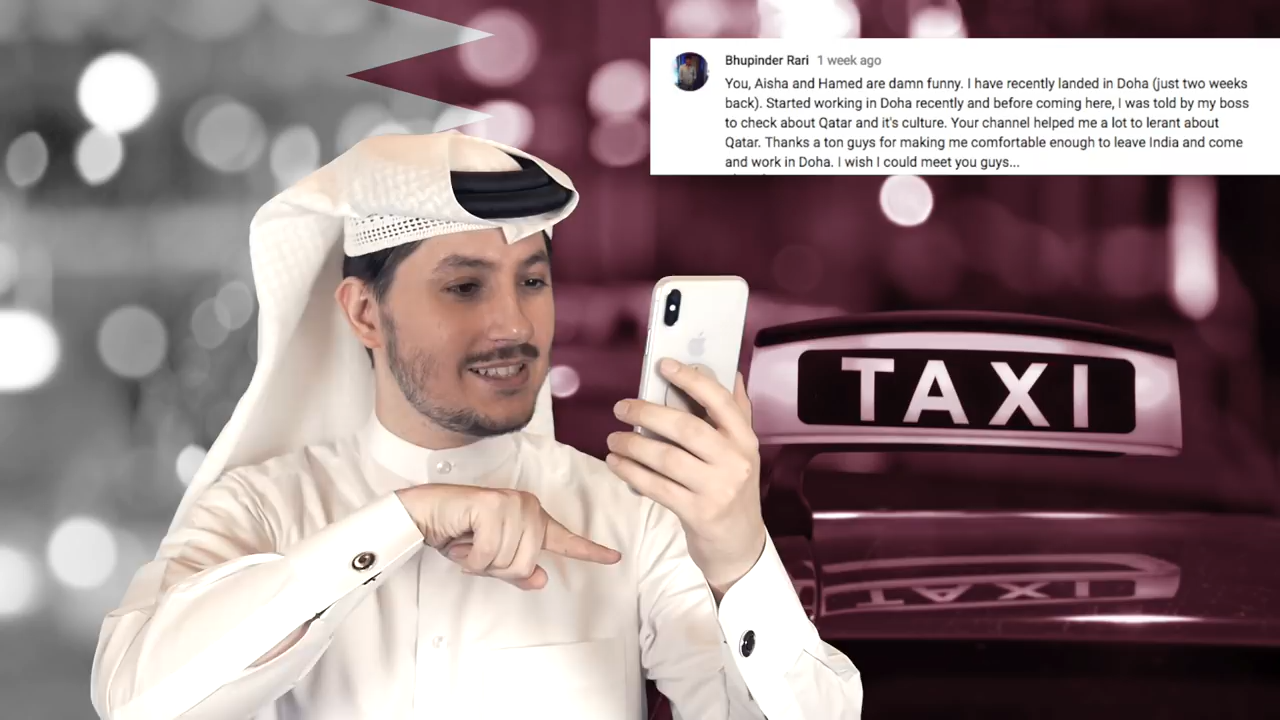 Bhupinder Rari 1 week ago
You, Aisha and Hamed are damn funny. I have recently landed in Doha (just two weeks
back). Started working in Doha recently and before coming here, I was told by my boss
to check about Qatar and it's culture. Your channel helped me a lot to lerant about
Qatar. Thanks a ton guys for making me comfortable enough to leave India and come
and work in Doha. I wish I could meet you guys...
TAXI
TAXI